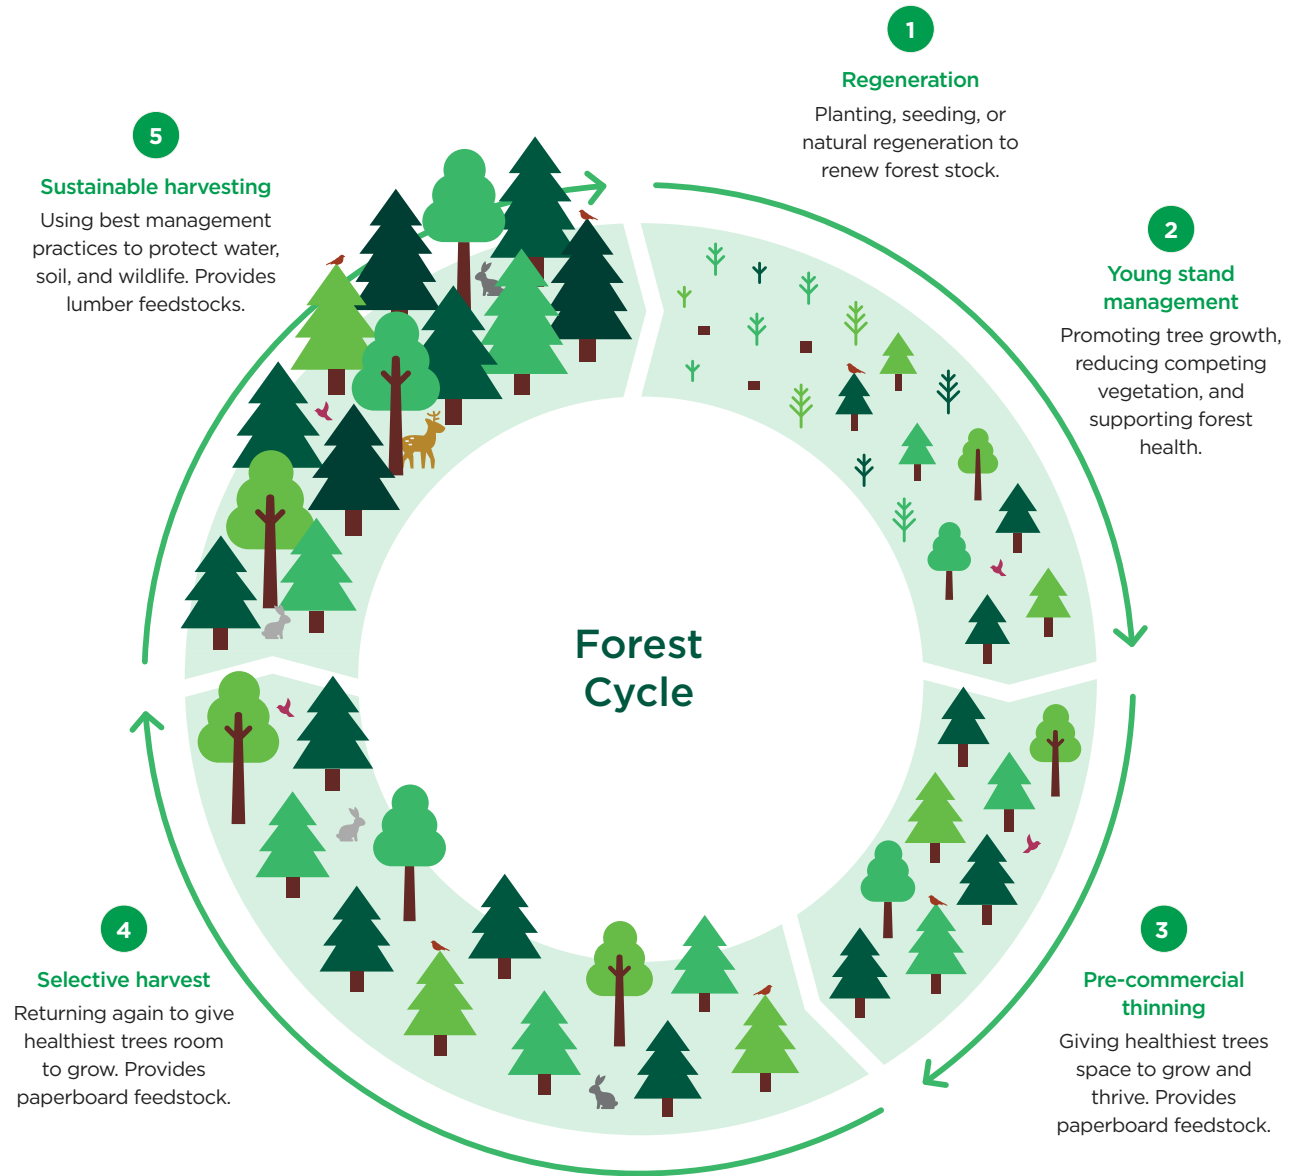 1
Regeneration
Planting, seeding, or
natural regeneration to
renew forest stock.
2
Young stand
management
Promoting tree growth,
reducing competing
vegetation, and
supporting forest
health.
3
Pre-commercial
thinning
Giving healthiest trees
space to grow and
thrive. Provides
paperboard feedstock.
4
Selective harvest
Returning again to give
healthiest trees room
to grow. Provides
paperboard feedstock.
5
Sustainable harvesting
Using best management
practices to protect water,
soil, and wildlife. Provides
lumber feedstocks.
Forest
Cycle